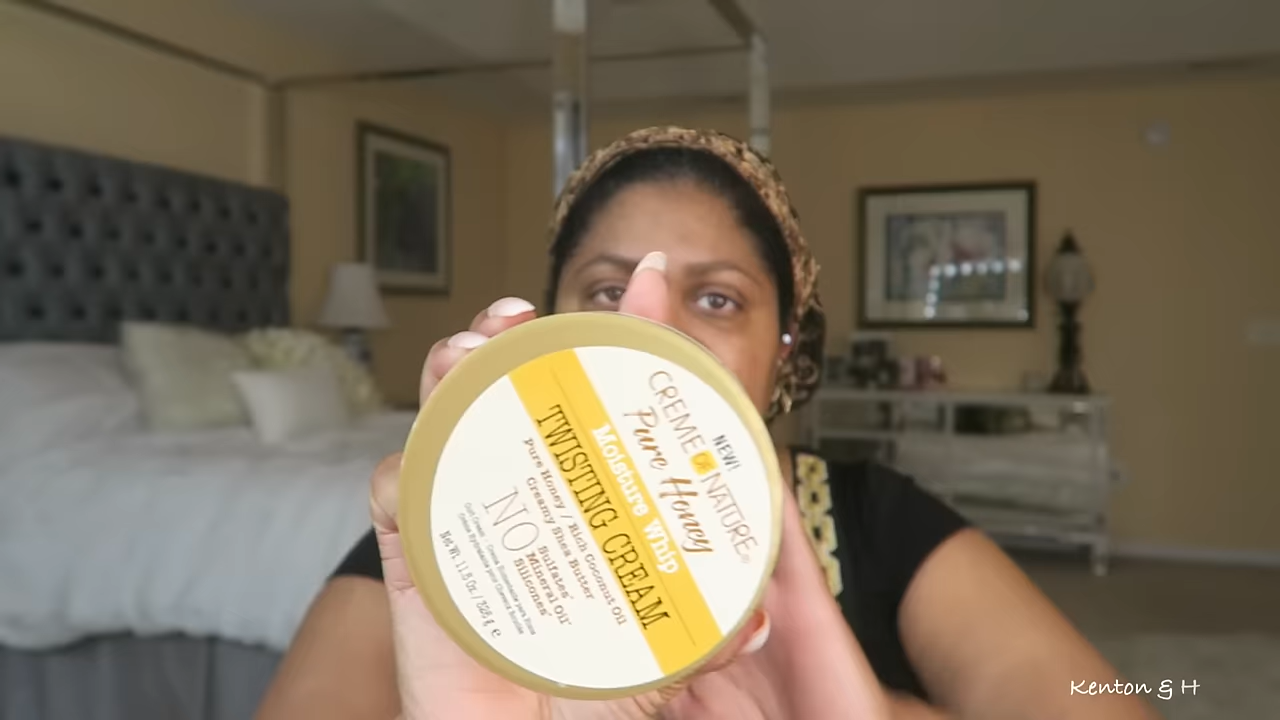 NEW!
CREME OF NATURE®
Pure Honey
Moisture Whip
TWISTING CREAM
Pure Honey / Rich Coconut Oil
Creamy Shea Butter
NO
Sulfates*
Mineral Oil*
Silicones*
Net Wt. 11.5 Oz. / 326 g e
Kenton & H